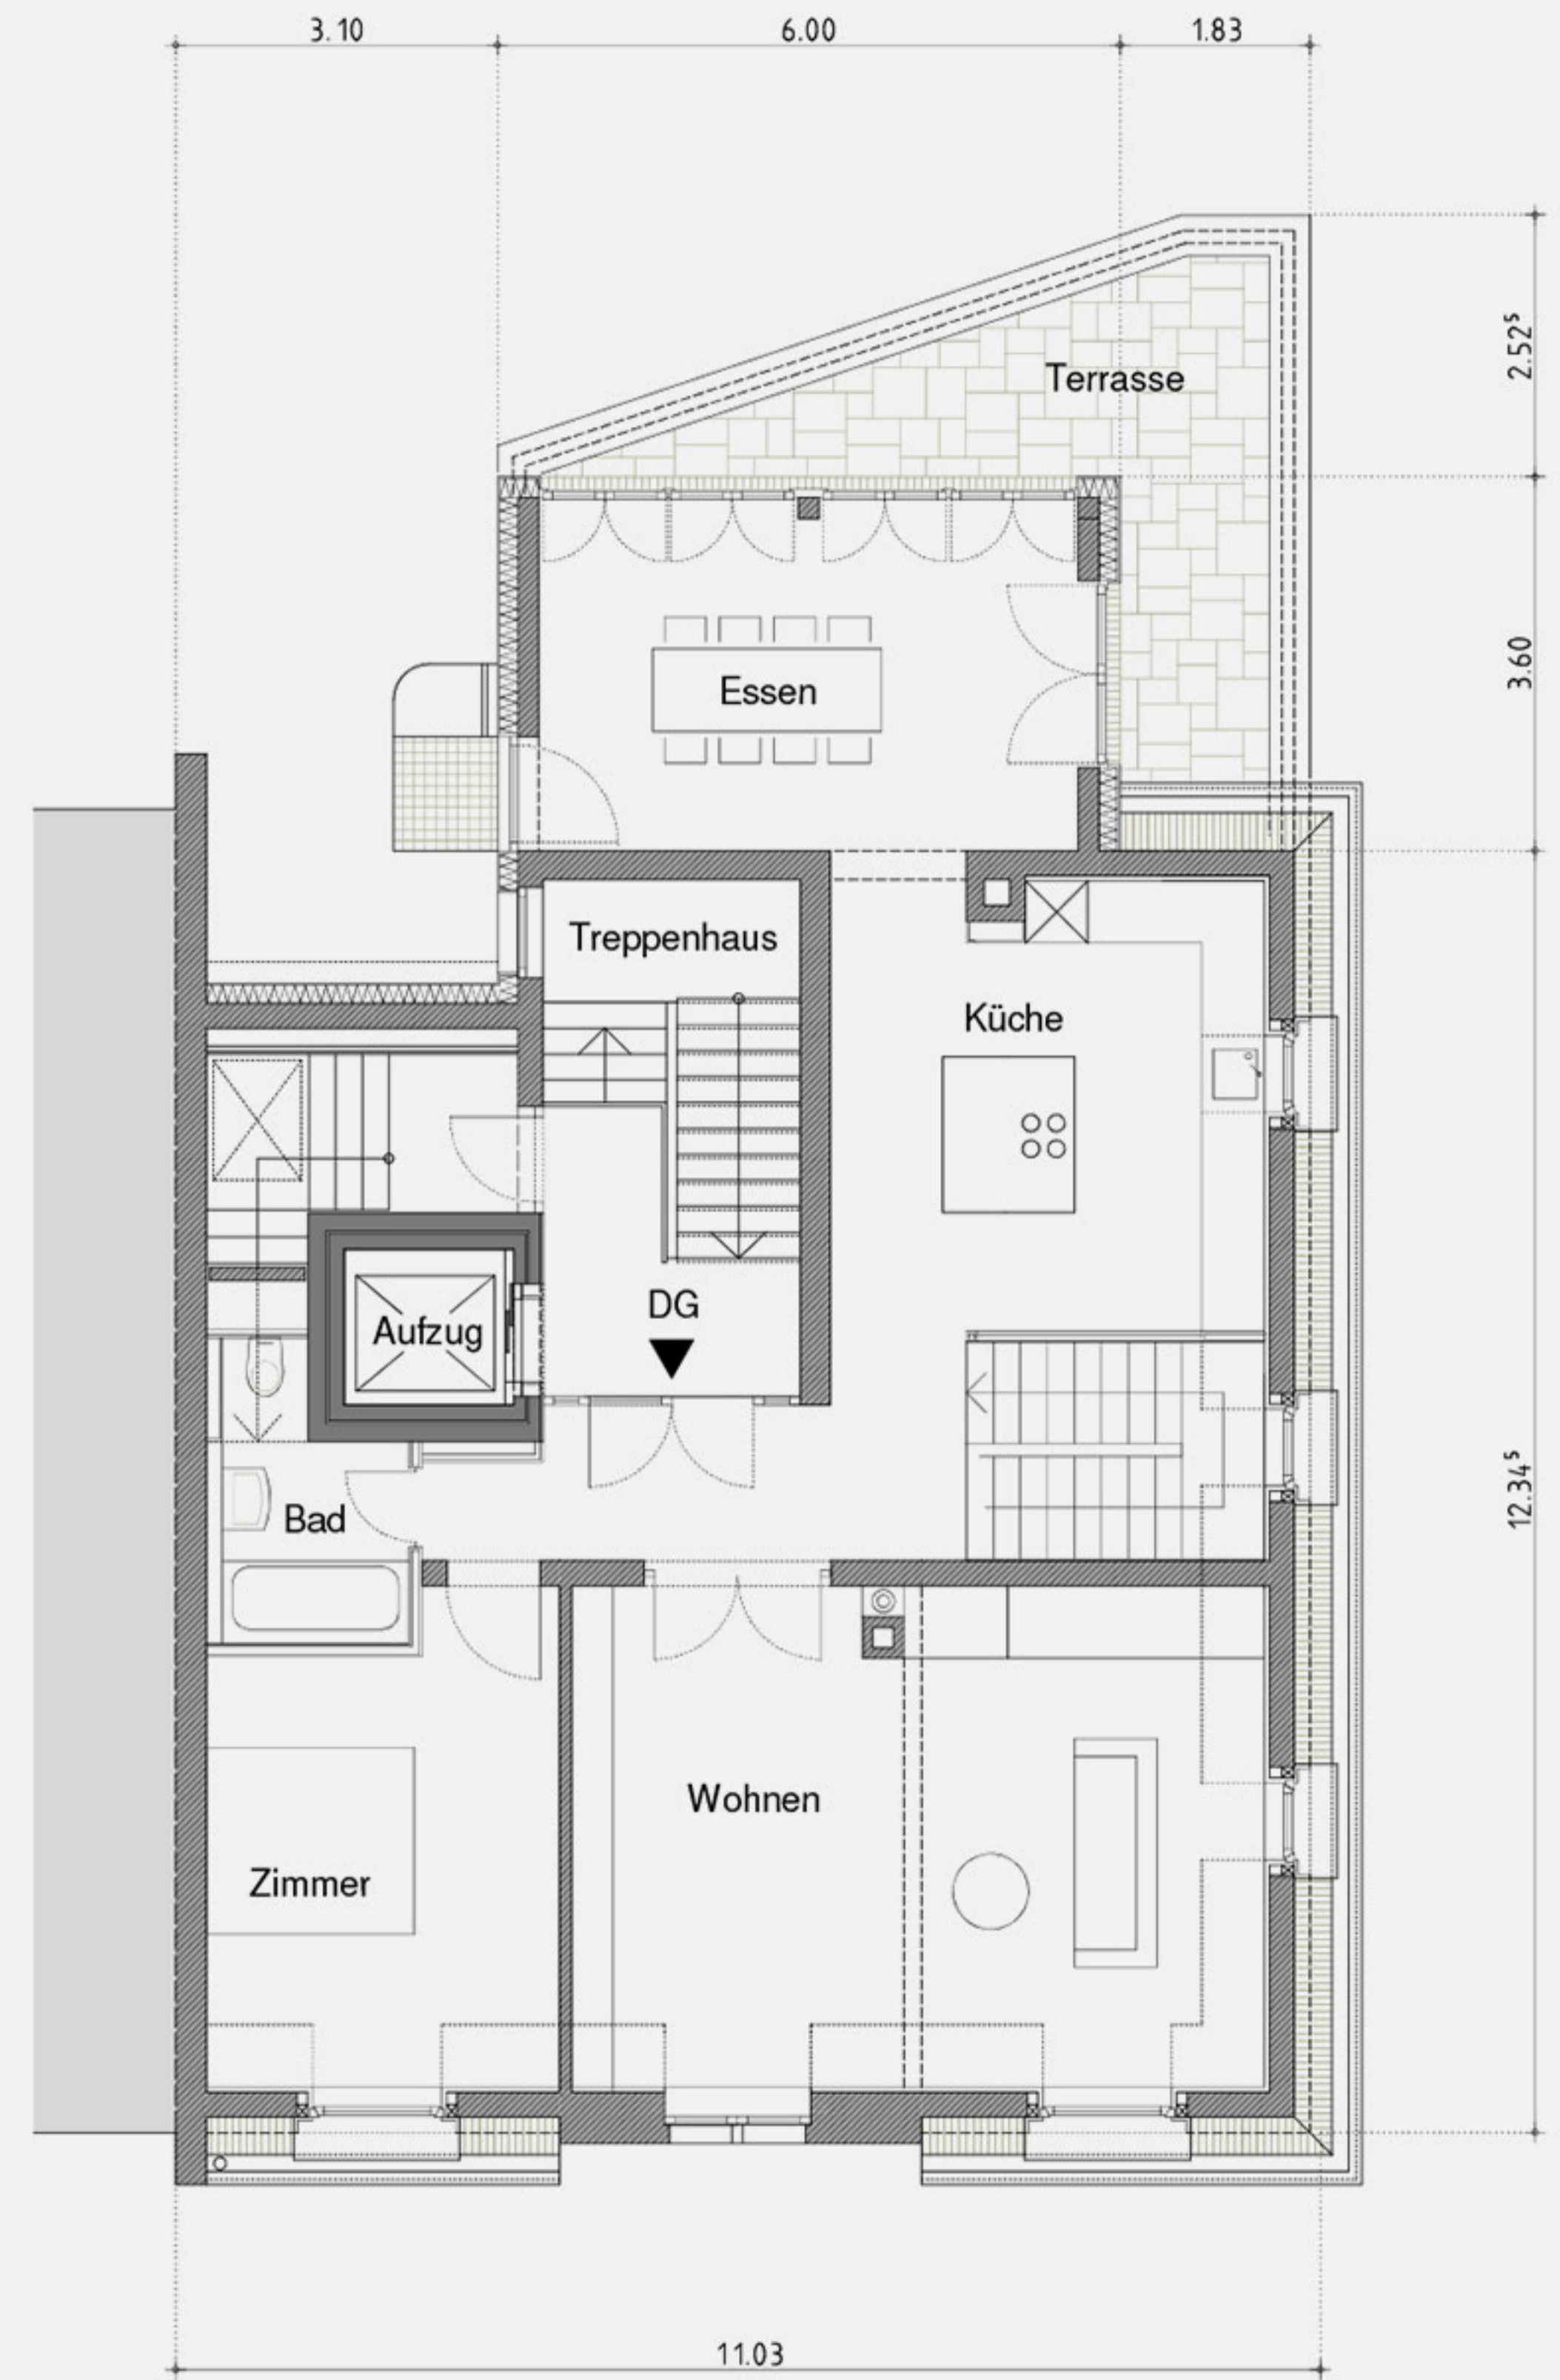 3.10
6.00
1.83
2.52⁵
Terrasse
3.60
Essen
Treppenhaus
Küche
DG
Aufzug
12.34⁵
Bad
Wohnen
Zimmer
11.03